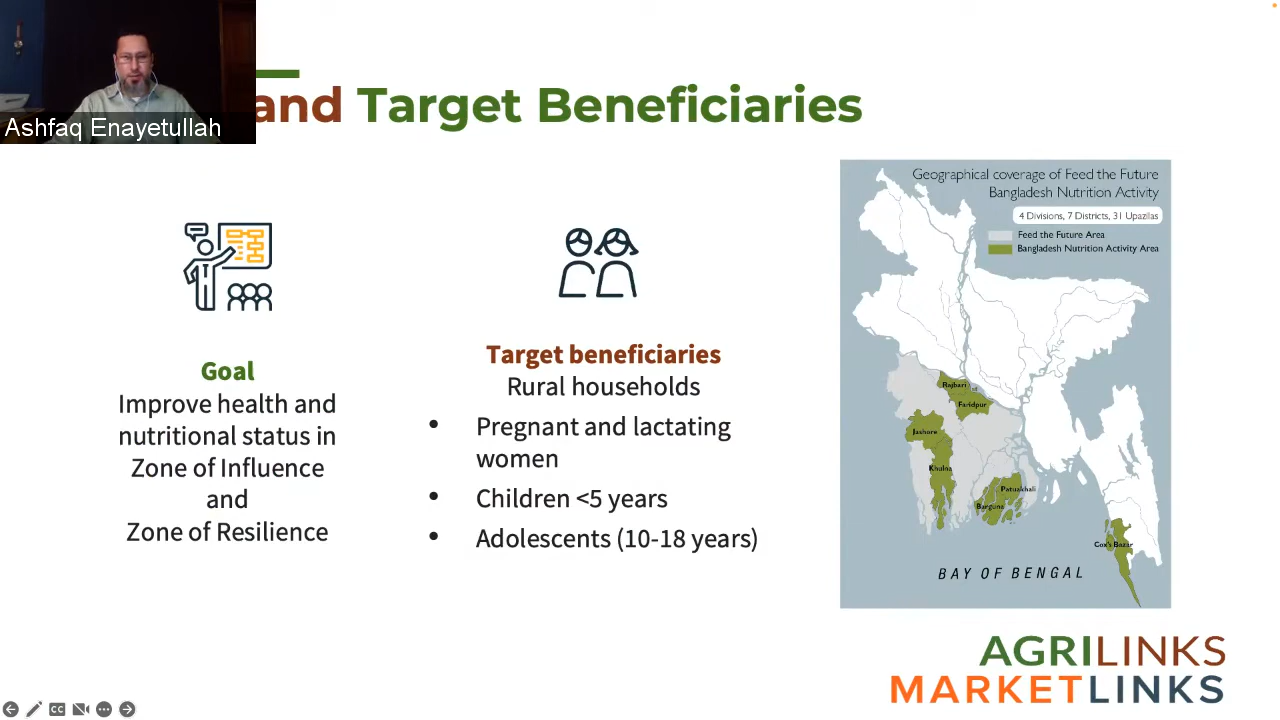 Ashfaq Enayetullah
and Target Beneficiaries
Goal
Improve health and
nutritional status in
Zone of Influence
and
Zone of Resilience
Target beneficiaries
Rural households
• Pregnant and lactating
women
• Children <5 years
• Adolescents (10-18 years)
Geographical coverage of Feed the Future
Bangladesh Nutrition Activity
4 Divisions, 7 Districts, 31 Upazilas
Feed the Future Area
Bangladesh Nutrition Activity Area
Rajbari
Faridpur
Jashore
Khulna
Patuakhali
Barguna
Cox's Bazar
BAY OF BENGAL
AGRILINKS
MARKETLINKS
CC